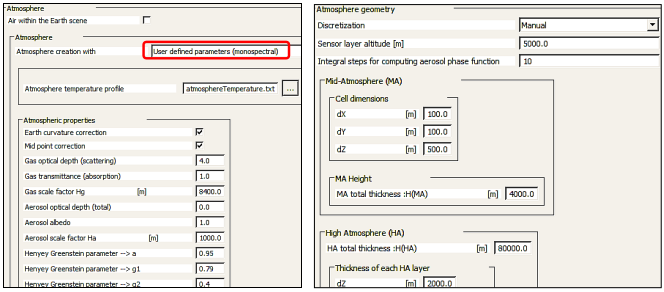 Atmosphere
Air within the Earth scene
Atmosphere
Atmosphere creation with User defined parameters (monospectral)
Atmosphere temperature profile atmosphereTemperature.txt ...
Atmospheric properties
Earth curvature correction
Mid point correction
Gas optical depth (scattering) 4.0
Gas transmittance (absorption) 1.0
Gas scale factor Hg [m] 8400.0
Aerosol optical depth (total) 0.0
Aerosol albedo 1.0
Aerosol scale factor Ha [m] 1000.0
Henyey Greenstein parameter --> a 0.95
Henyey Greenstein parameter --> g1 0.79
Henyey Greenstein parameter --> g2 0.4
Atmosphere geometry
Discretization Manual
Sensor layer altitude [m] 5000.0
Integral steps for computing aerosol phase function 10
Mid-Atmosphere (MA)
Cell dimensions
dX [m] 100.0
dY [m] 100.0
dZ [m] 500.0
MA Height
MA total thickness :H(MA) [m] 4000.0
High Atmosphere (HA)
HA total thickness :H(HA) [m] 80000.0
Thickness of each HA layer
dZ [m] 2000.0